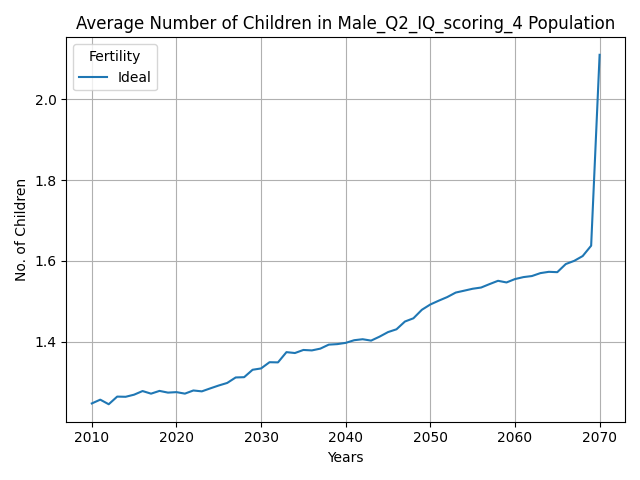 Average Number of Children in Male_Q2_IQ_scoring_4 Population
Fertility
Ideal
No. of Children
2.0
1.8
1.6
1.4
2010 2020 2030 2040 2050 2060 2070
Years